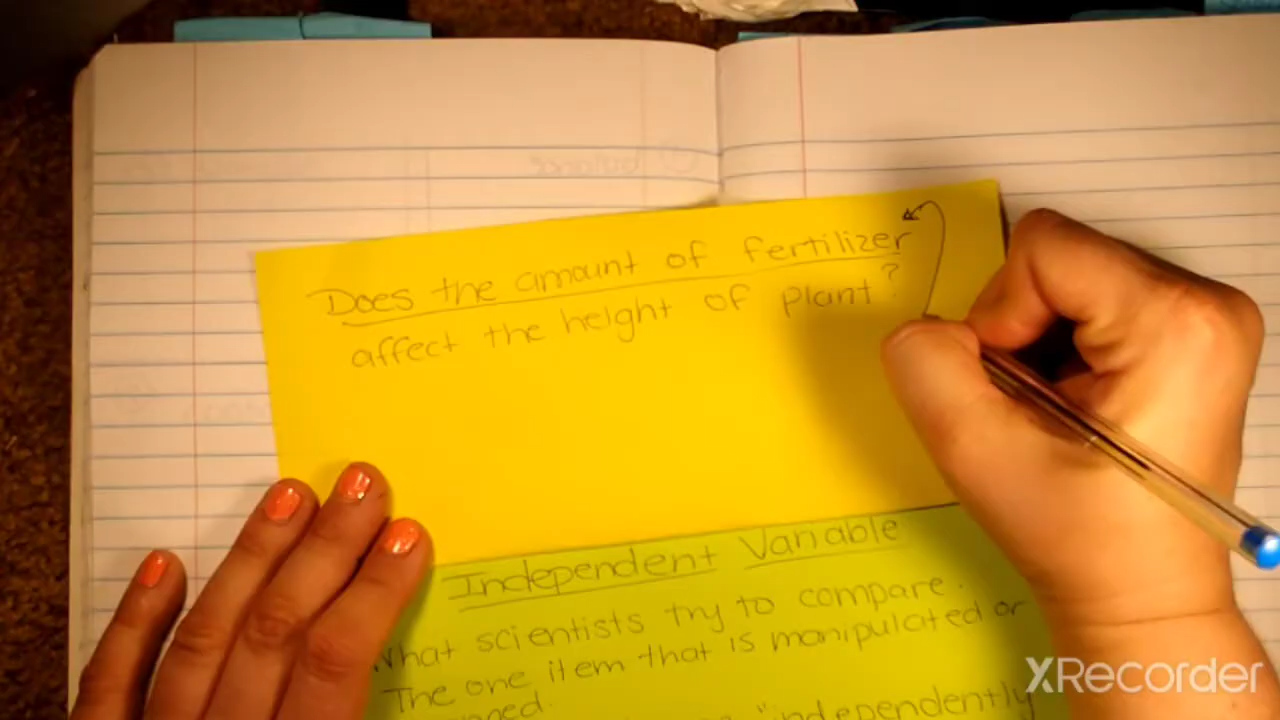 Does the amount of fertilizer
affect the height of plant?
Independent Variable
What scientists try to compare.
The one item that is manipulated or
"independently
XRecorder